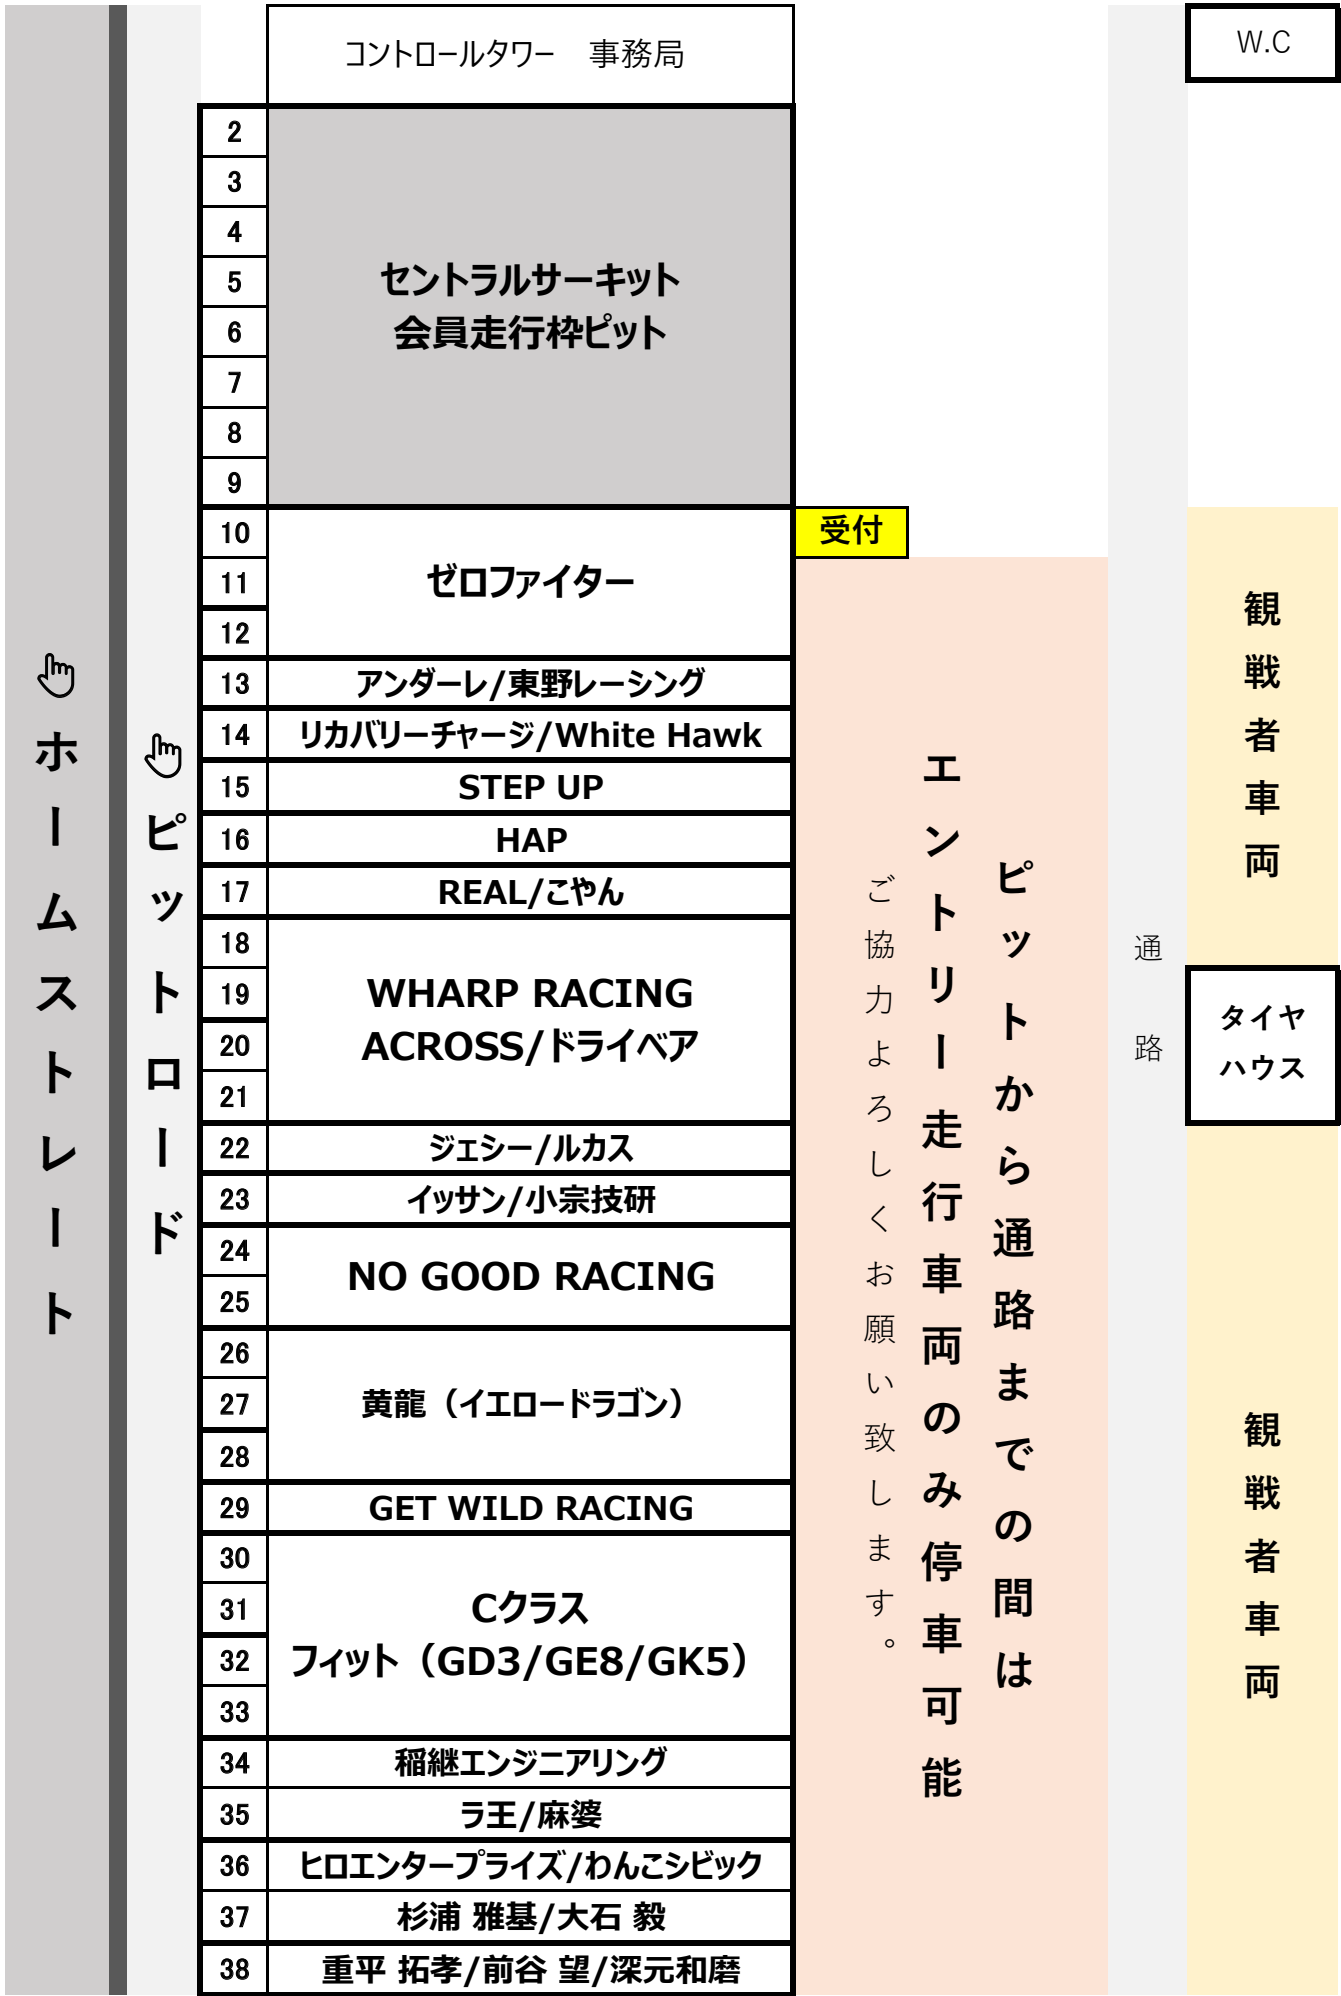 コントロールタワー　事務局
W.C
2
3
4
5
6
7
8
9
セントラルサーキット
会員走行枠ピット
10
11
12
ゼロファイター
受付
13
アンダーレ/東野レーシング
14
リカバリーチャージ/White Hawk
15
STEP UP
16
HAP
17
REAL/こやん
18
19
20
21
WHARP RACING
ACROSS/ドライベア
22
ジェシー/ルカス
23
イッサン/小宗技研
24
25
NO GOOD RACING
26
27
28
黄龍（イエロードラゴン）
29
GET WILD RACING
30
31
32
33
Cクラス
フィット（GD3/GE8/GK5）
34
稲継エンジニアリング
35
ラ王/麻婆
36
ヒロエンタープライズ/わんこシビック
37
杉浦 雅基/大石 毅
38
重平 拓孝/前谷 望/深元和磨
ホームストレート
ピットロード
ピットから通路までの間は
エントリー走行車両のみ停車可能
ご協力よろしくお願い致します。
通路
観戦者車両
タイヤ
ハウス
観戦者車両